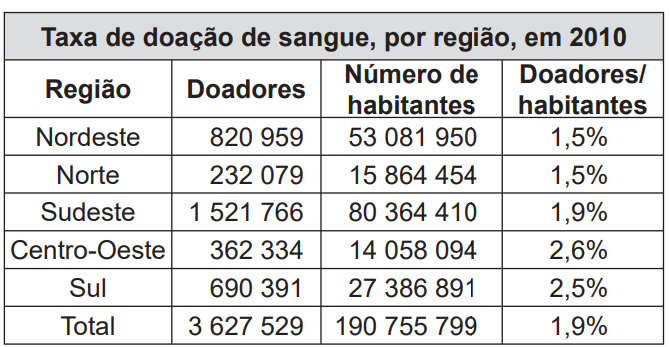 Taxa de doação de sangue, por região, em 2010
Região Doadores Número de habitantes Doadores/ habitantes
Nordeste 820 959 53 081 950 1,5%
Norte 232 079 15 864 454 1,5%
Sudeste 1 521 766 80 364 410 1,9%
Centro-Oeste 362 334 14 058 094 2,6%
Sul 690 391 27 386 891 2,5%
Total 3 627 529 190 755 799 1,9%